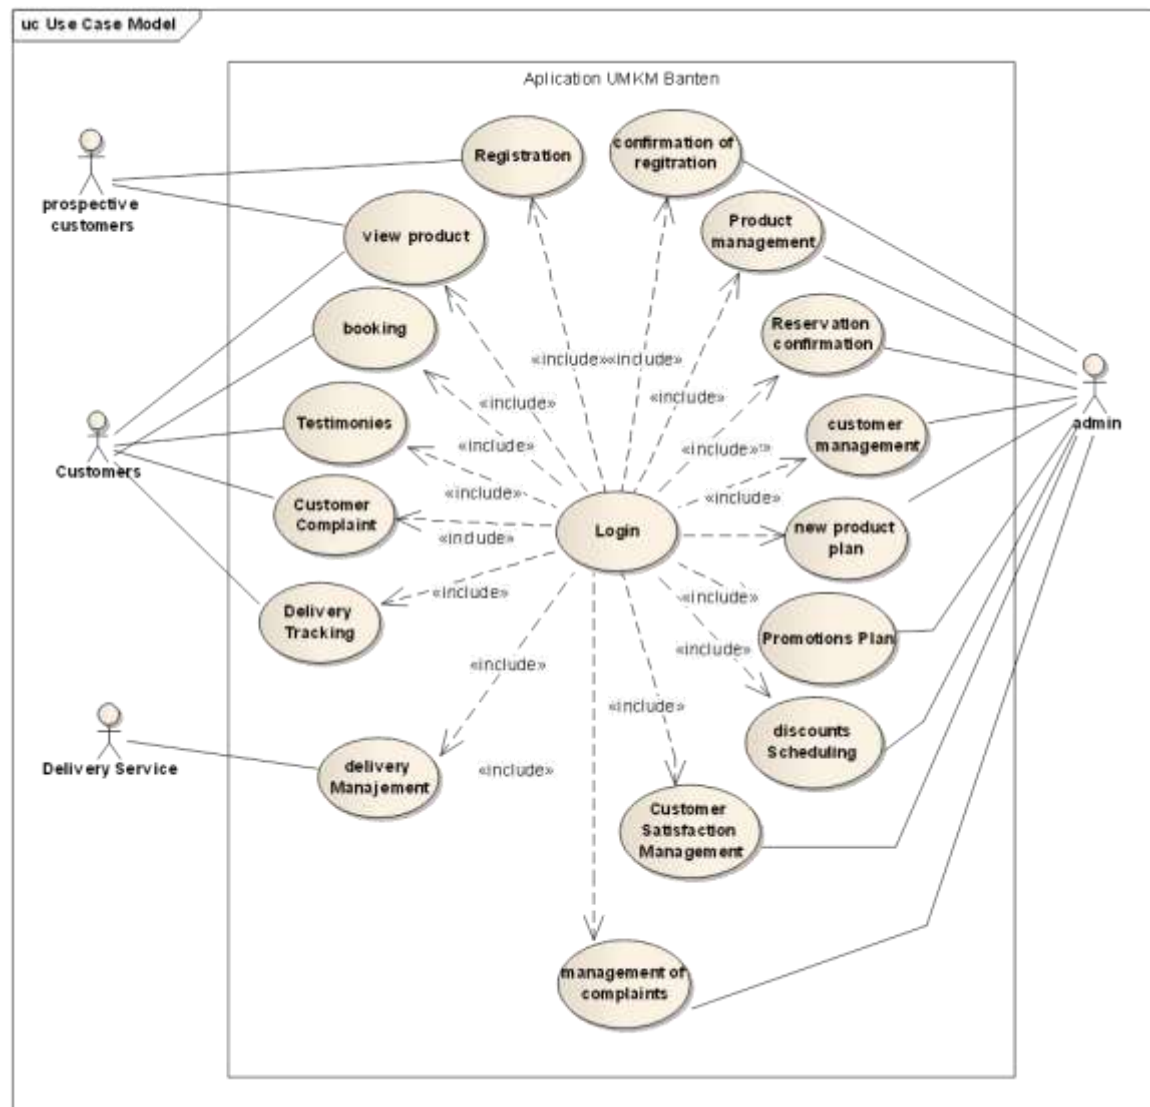 uc Use Case Model
Aplication UMKM Banten
Registration
confirmation of
regitration
prospective
customers
view product
Product
management
booking
Reservation
confirmation
«include»«include»
«include»
«include»
Testimonies
customer
management
admin
Customers
«include»
«include»
«include»
«include»
Customer
Complaint
Login
new product
plan
«include»
«include»
«include»
Delivery
Tracking
Promotions Plan
«include»
«include»
«include»
discounts
Scheduling
Delivery Service
delivery
Manajement
«include»
Customer
Satisfaction
Management
management of
complaints